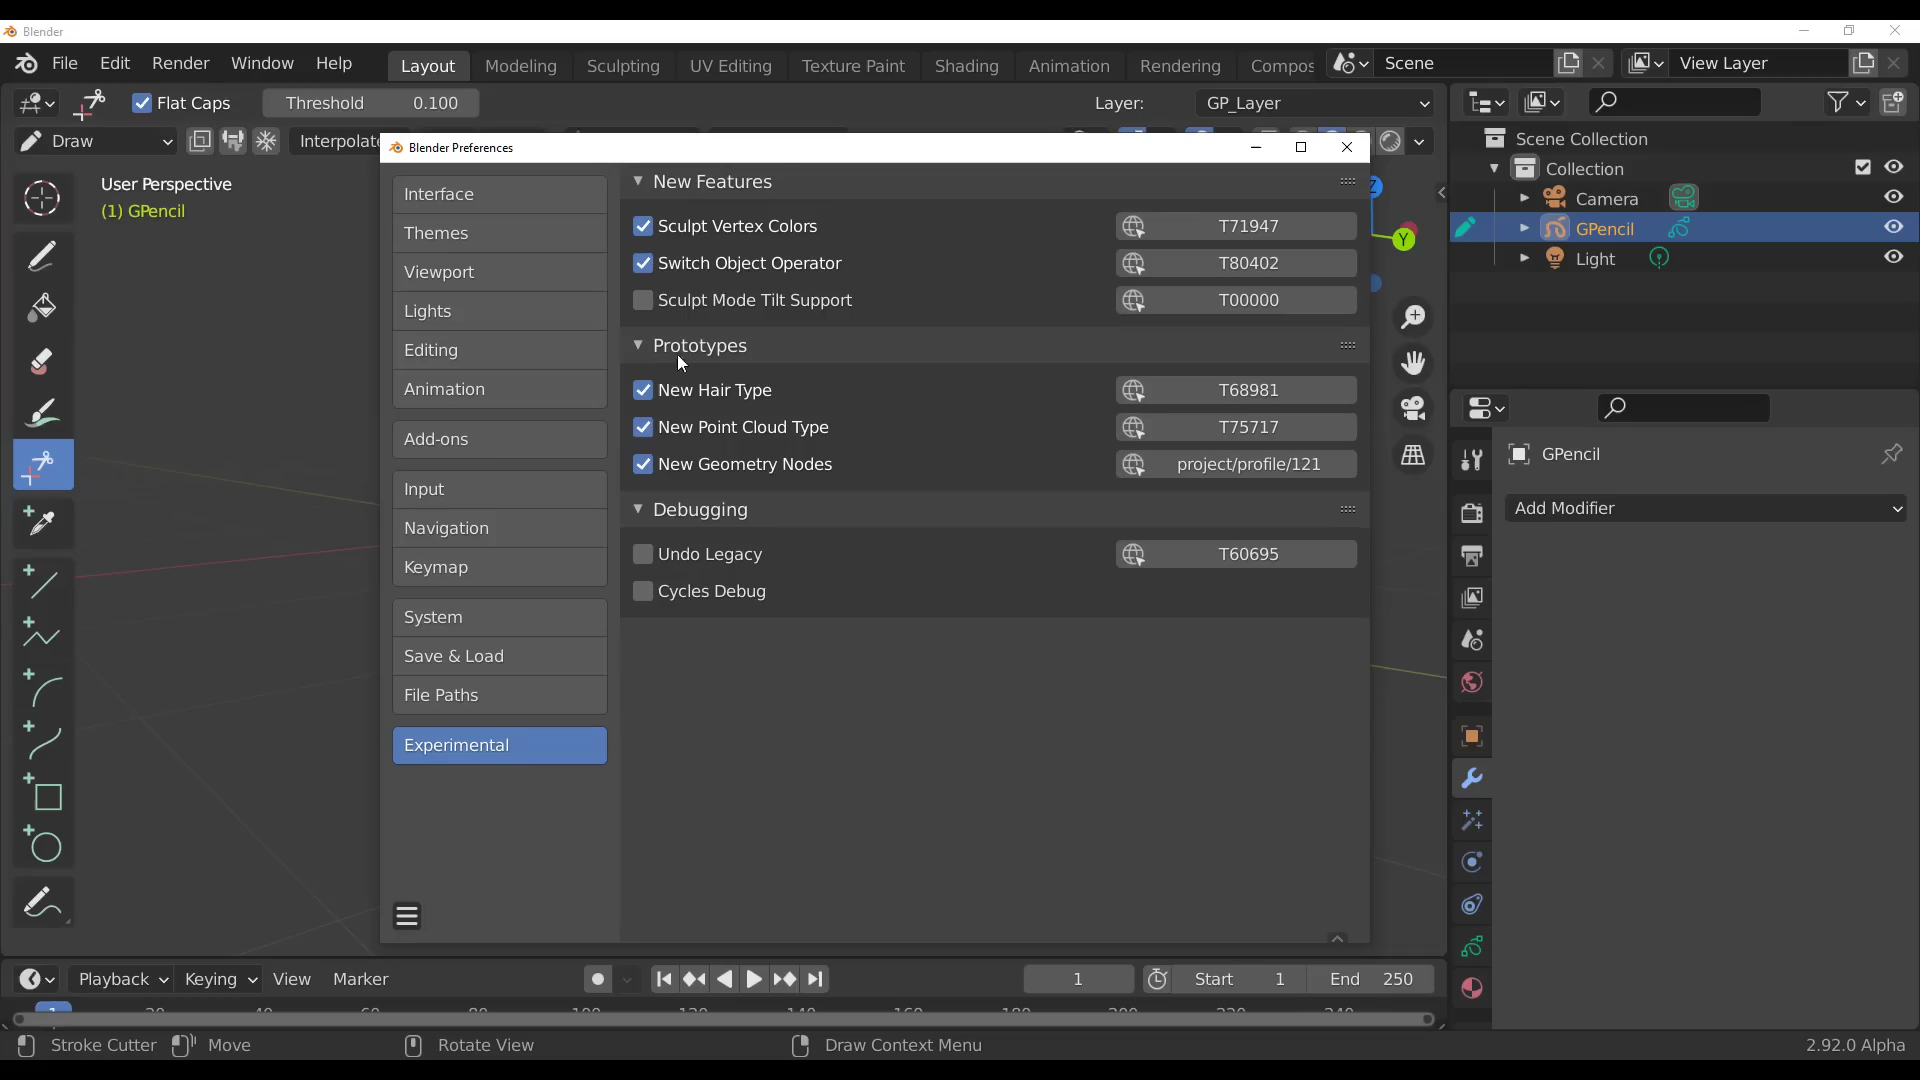 Blender
File Edit Render Window Help Layout Modeling Sculpting UV Editing Texture Paint Shading Animation Rendering Compos Scene View Layer
Flat Caps Threshold 0.100 Layer: GP_Layer
Draw Interpolate
User Perspective
(1) GPencil
Blender Preferences
Interface
Themes
Viewport
Lights
Editing
Animation
Add-ons
Input
Navigation
Keymap
System
Save & Load
File Paths
Experimental
New Features
Sculpt Vertex Colors T71947
Switch Object Operator T80402
Sculpt Mode Tilt Support T00000
Prototypes
New Hair Type T68981
New Point Cloud Type T75717
New Geometry Nodes project/profile/121
Debugging
Undo Legacy T60695
Cycles Debug
Z
Y
Scene Collection
Collection
Camera
GPencil
Light
GPencil
Add Modifier
Playback Keying View Marker 1 Start 1 End 250
1
Stroke Cutter Move Rotate View Draw Context Menu 2.92.0 Alpha